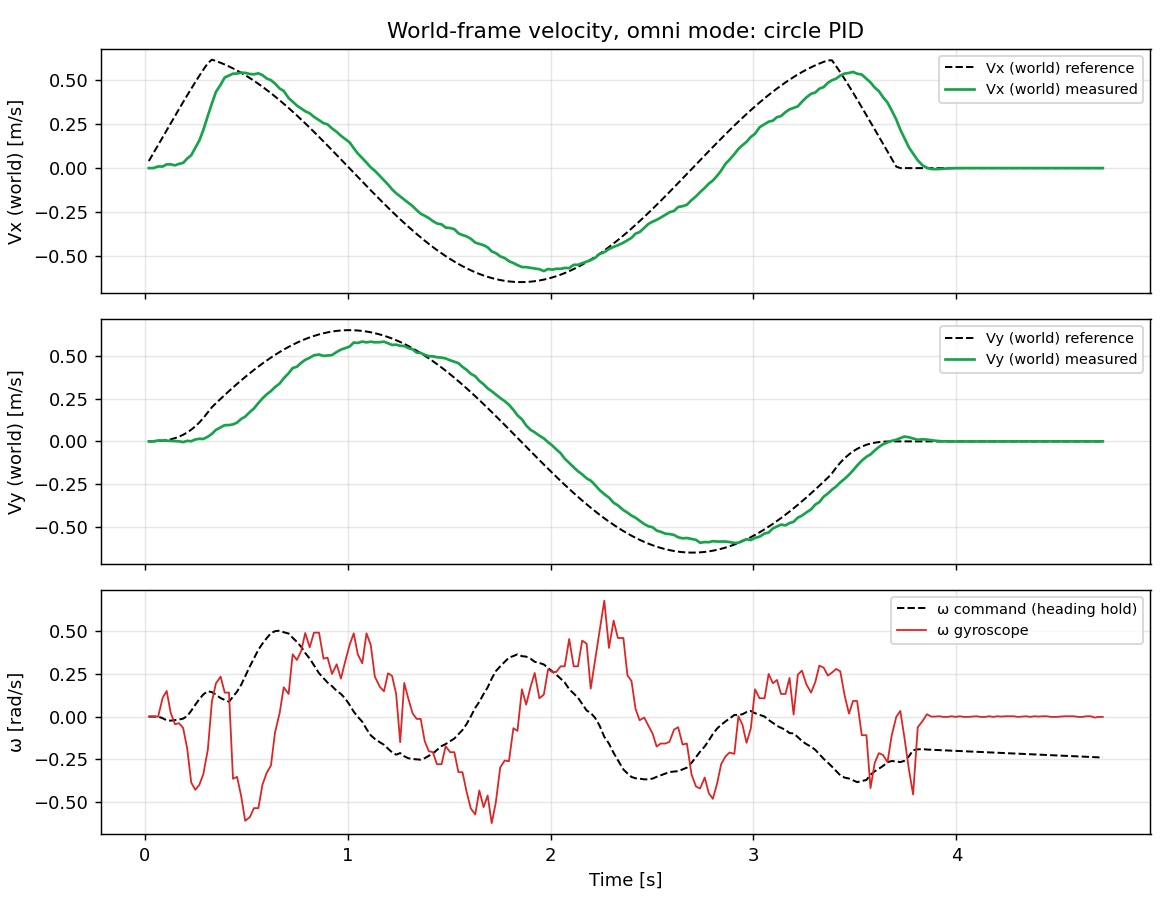 World-frame velocity, omni mode: circle PID
Vx (world) [m/s]
0.50
0.25
0.00
−0.25
−0.50
Vx (world) reference
Vx (world) measured
Vy (world) [m/s]
0.50
0.25
0.00
−0.25
−0.50
Vy (world) reference
Vy (world) measured
ω [rad/s]
0.50
0.25
0.00
−0.25
−0.50
ω command (heading hold)
ω gyroscope
0 1 2 3 4
Time [s]